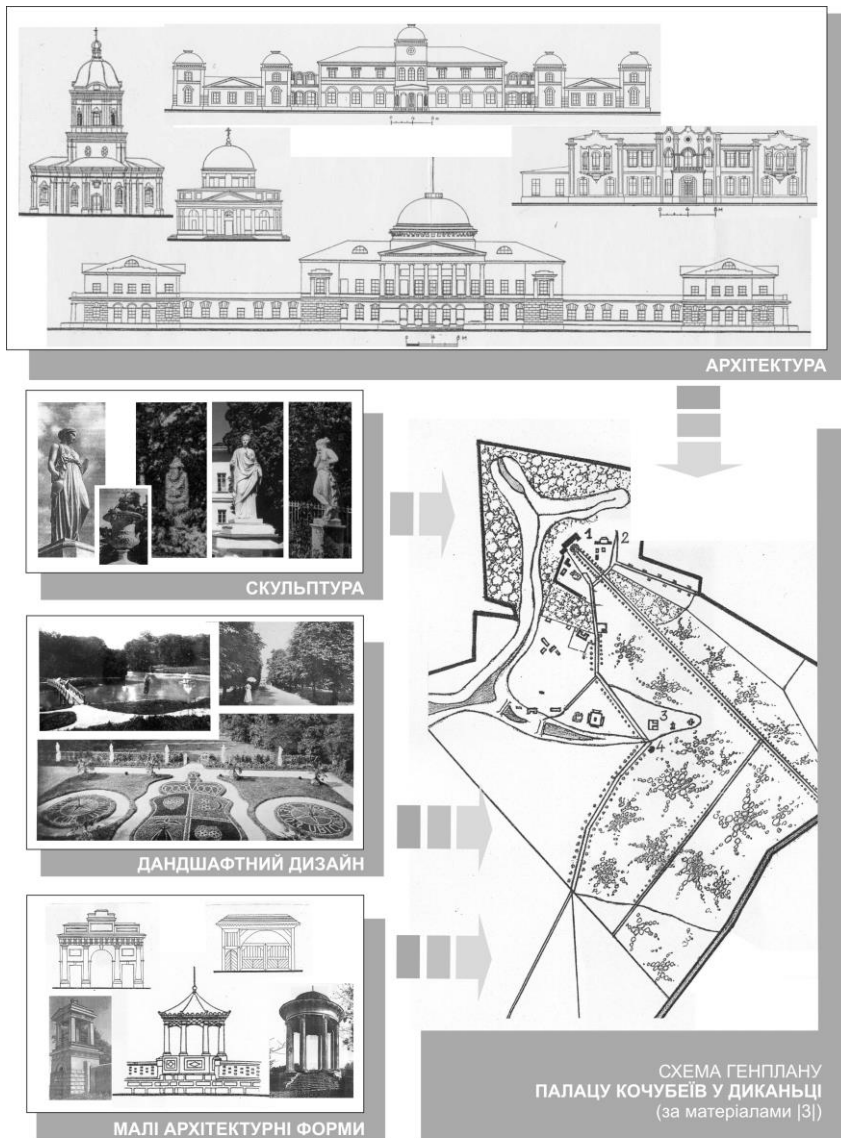 АРХІТЕКТУРА
СКУЛЬПТУРА
ДАНДШАФТНИЙ ДИЗАЙН
МАЛІ АРХІТЕКТУРНІ ФОРМИ
1
2
3
4
СХЕМА ГЕНПЛАНУ
ПАЛАЦУ КОЧУБЕЇВ У ДИКАНЬЦІ
(за матеріалами |3|)